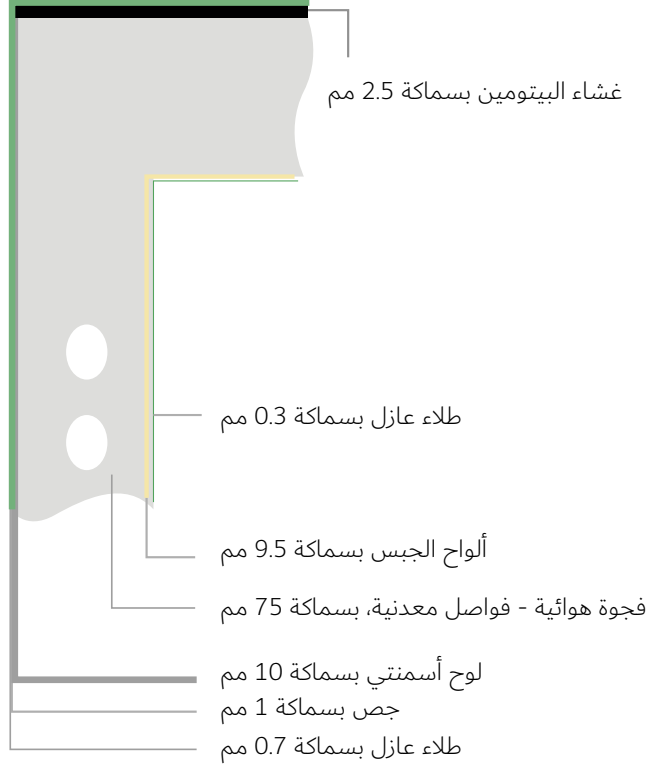 غشاء البيتومين بسماكة 2.5 مم
طلاء عازل بسماكة 0.3 مم
ألواح الجبس بسماكة 9.5 مم
فجوة هوائية - فواصل معدنية، بسماكة 75 مم
لوح أسمنتي بسماكة 10 مم
جص بسماكة 1 مم
طلاء عازل بسماكة 0.7 مم